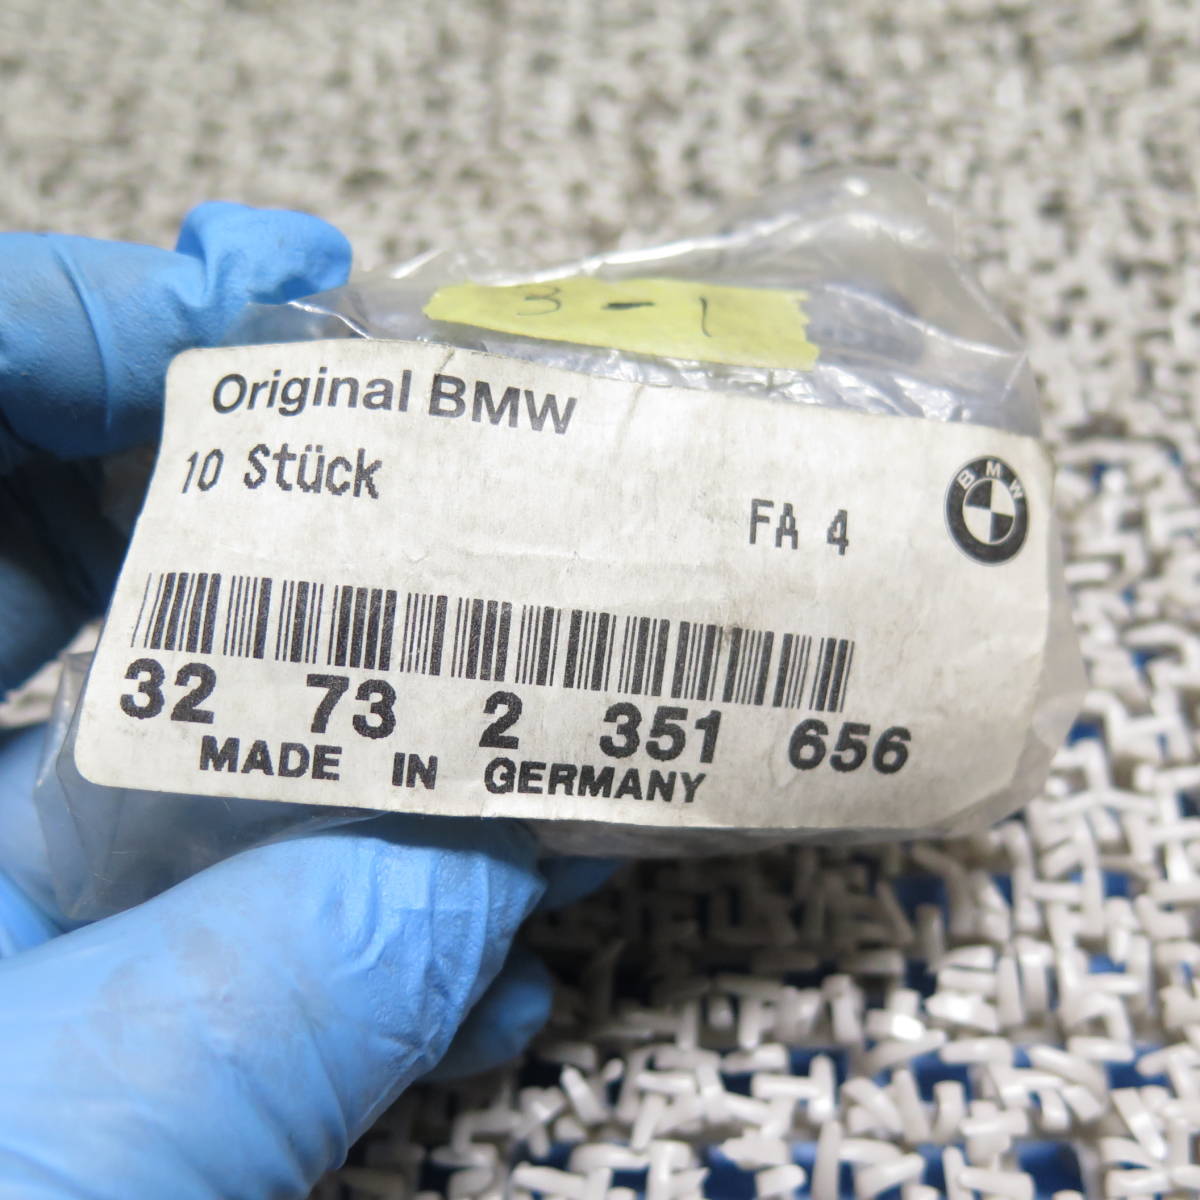 3 - 1
Original BMW
10 Stück
FA 4
BMW
32 73 2 351 656
MADE IN GERMANY